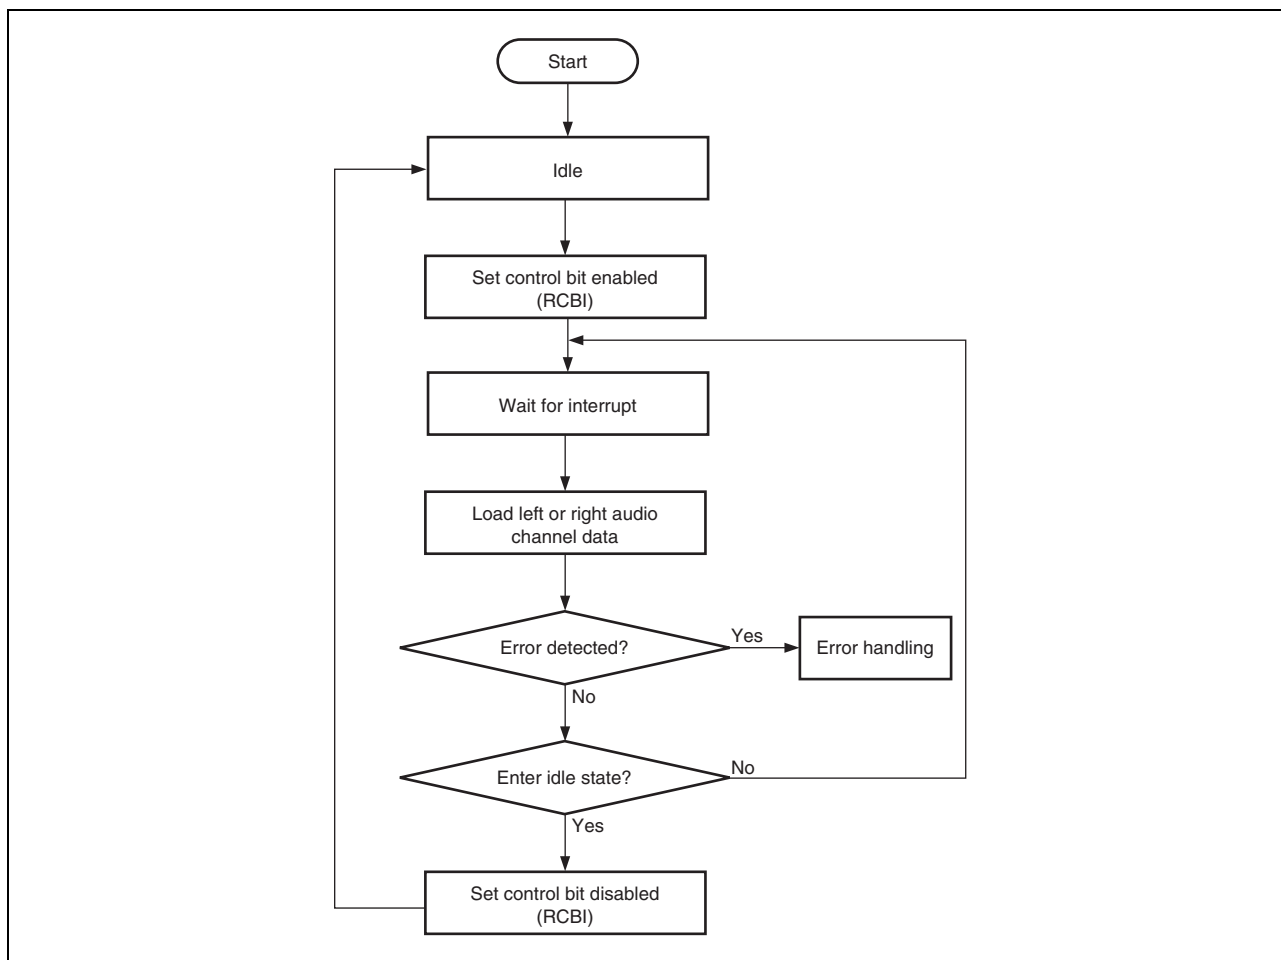 Start
Idle
Set control bit enabled
(RCBI)
Wait for interrupt
Load left or right audio
channel data
Error detected?
Yes
Error handling
No
Enter idle state?
No
Yes
Set control bit disabled
(RCBI)